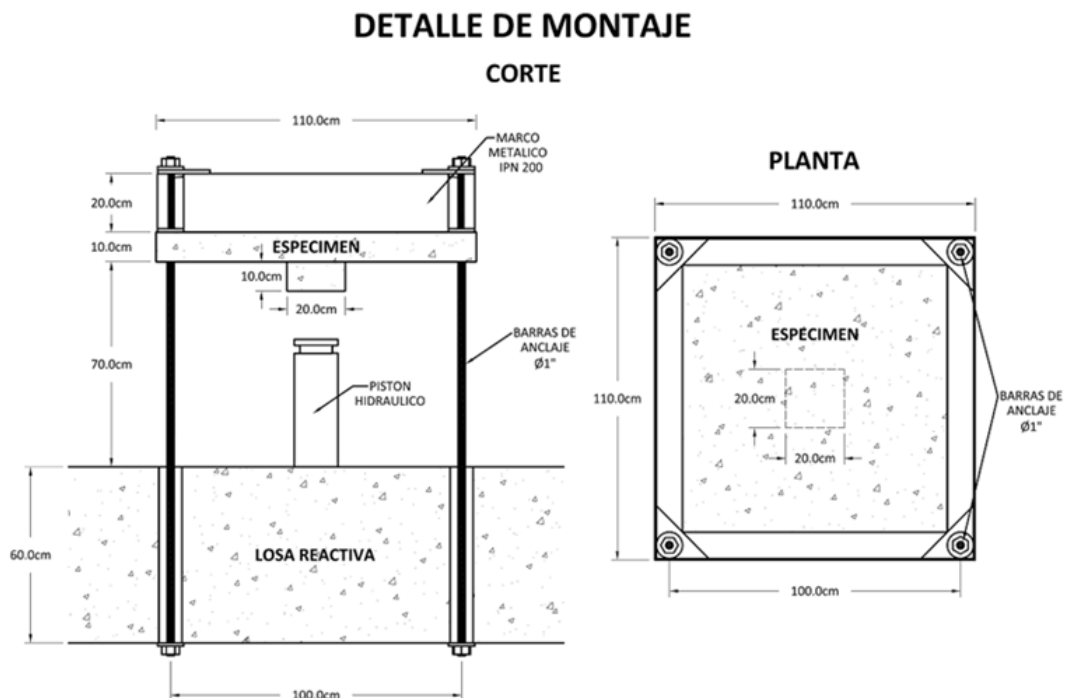 DETALLE DE MONTAJE
CORTE
110.0cm
MARCO
METALICO
IPN 200
20.0cm
10.0cm
ESPECIMEN
10.0cm
20.0cm
BARRAS DE
ANCLAJE
Ø1"
70.0cm
PISTON
HIDRAULICO
60.0cm
LOSA REACTIVA
100.0cm
PLANTA
110.0cm
ESPECIMEN
20.0cm
110.0cm
20.0cm
BARRAS DE
ANCLAJE
Ø1"
100.0cm